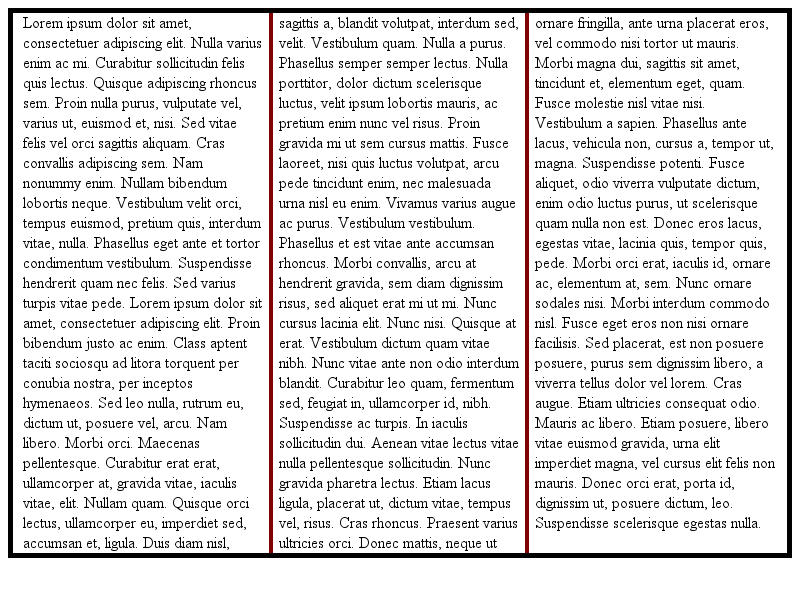 Lorem ipsum dolor sit amet,
consectetuer adipiscing elit. Nulla varius
enim ac mi. Curabitur sollicitudin felis
quis lectus. Quisque adipiscing rhoncus
sem. Proin nulla purus, vulputate vel,
varius ut, euismod et, nisi. Sed vitae
felis vel orci sagittis aliquam. Cras
convallis adipiscing sem. Nam
nonummy enim. Nullam bibendum
lobortis neque. Vestibulum velit orci,
tempus euismod, pretium quis, interdum
vitae, nulla. Phasellus eget ante et tortor
condimentum vestibulum. Suspendisse
hendrerit quam nec felis. Sed varius
turpis vitae pede. Lorem ipsum dolor sit
amet, consectetuer adipiscing elit. Proin
bibendum justo ac enim. Class aptent
taciti sociosqu ad litora torquent per
conubia nostra, per inceptos
hymenaeos. Sed leo nulla, rutrum eu,
dictum ut, posuere vel, arcu. Nam
libero. Morbi orci. Maecenas
pellentesque. Curabitur erat erat,
ullamcorper at, gravida vitae, iaculis
vitae, elit. Nullam quam. Quisque orci
lectus, ullamcorper eu, imperdiet sed,
accumsan et, ligula. Duis diam nisl,
sagittis a, blandit volutpat, interdum sed,
velit. Vestibulum quam. Nulla a purus.
Phasellus semper semper lectus. Nulla
porttitor, dolor dictum scelerisque
luctus, velit ipsum lobortis mauris, ac
pretium enim nunc vel risus. Proin
gravida mi ut sem cursus mattis. Fusce
laoreet, nisi quis luctus volutpat, arcu
pede tincidunt enim, nec malesuada
urna nisl eu enim. Vivamus varius augue
ac purus. Vestibulum vestibulum.
Phasellus et est vitae ante accumsan
rhoncus. Morbi convallis, arcu at
hendrerit gravida, sem diam dignissim
risus, sed aliquet erat mi ut mi. Nunc
cursus lacinia elit. Nunc nisi. Quisque at
erat. Vestibulum dictum quam vitae
nibh. Nunc vitae ante non odio interdum
blandit. Curabitur leo quam, fermentum
sed, feugiat in, ullamcorper id, nibh.
Suspendisse ac turpis. In iaculis
sollicitudin dui. Aenean vitae lectus vitae
nulla pellentesque sollicitudin. Nunc
gravida pharetra lectus. Etiam lacus
ligula, placerat ut, dictum vitae, tempus
vel, risus. Cras rhoncus. Praesent varius
ultricies orci. Donec mattis, neque ut
ornare fringilla, ante urna placerat eros,
vel commodo nisi tortor ut mauris.
Morbi magna dui, sagittis sit amet,
tincidunt et, elementum eget, quam.
Fusce molestie nisl vitae nisi.
Vestibulum a sapien. Phasellus ante
lacus, vehicula non, cursus a, tempor ut,
magna. Suspendisse potenti. Fusce
aliquet, odio viverra vulputate dictum,
enim odio luctus purus, ut scelerisque
quam nulla non est. Donec eros lacus,
egestas vitae, lacinia quis, tempor quis,
pede. Morbi orci erat, iaculis id, ornare
ac, elementum at, sem. Nunc ornare
sodales nisi. Morbi interdum commodo
nisl. Fusce eget eros non nisi ornare
facilisis. Sed placerat, est non posuere
posuere, purus sem dignissim libero, a
viverra tellus dolor vel lorem. Cras
augue. Etiam ultricies consequat odio.
Mauris ac libero. Etiam posuere, libero
vitae euismod gravida, urna elit
imperdiet magna, vel cursus elit felis non
mauris. Donec orci erat, porta id,
dignissim ut, posuere dictum, leo.
Suspendisse scelerisque egestas nulla.